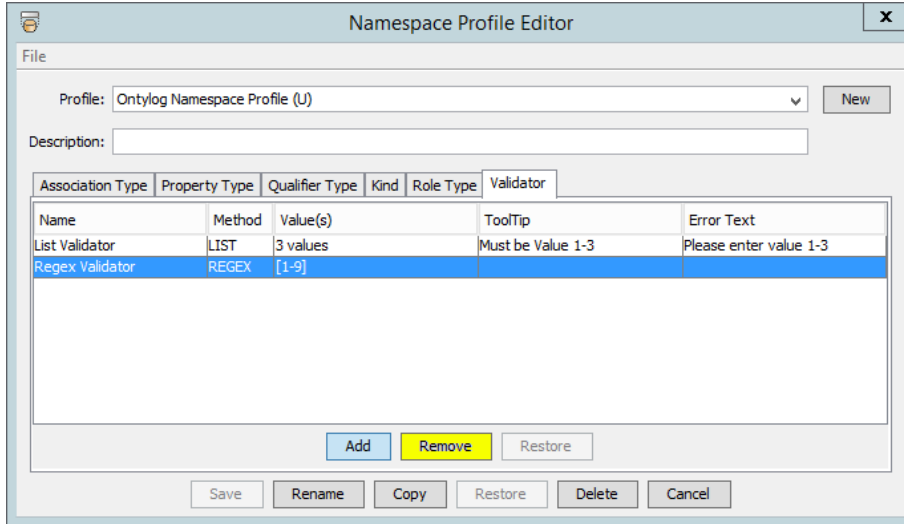 Namespace Profile Editor
x
File
Profile: Ontylog Namespace Profile (U) New
Description:
Association Type Property Type Qualifier Type Kind Role Type Validator
Name Method Value(s) ToolTip Error Text
List Validator LIST 3 values Must be Value 1-3 Please enter value 1-3
Regex Validator REGEX [1-9]
Add Remove Restore
Save Rename Copy Restore Delete Cancel